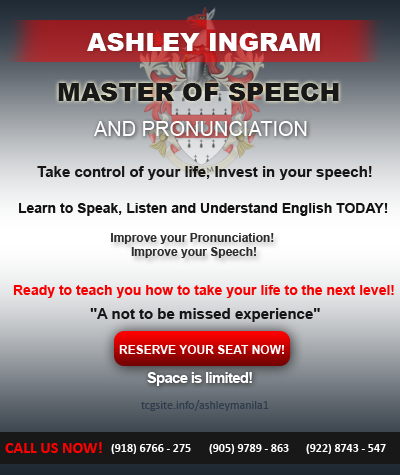 ASHLEY INGRAM
MASTER OF SPEECH
AND PRONUNCIATION
Take control of your life, Invest in your speech!
Learn to Speak, Listen and Understand English TODAY!
Improve your Pronunciation!
Improve your Speech!
Ready to teach you how to take your life to the next level!
"A not to be missed experience"
RESERVE YOUR SEAT NOW!
Space is limited!
tcgsite.info/ashleymanila1
CALL US NOW! (918) 6766 - 275 (905) 9789 - 863 (922) 8743 - 547